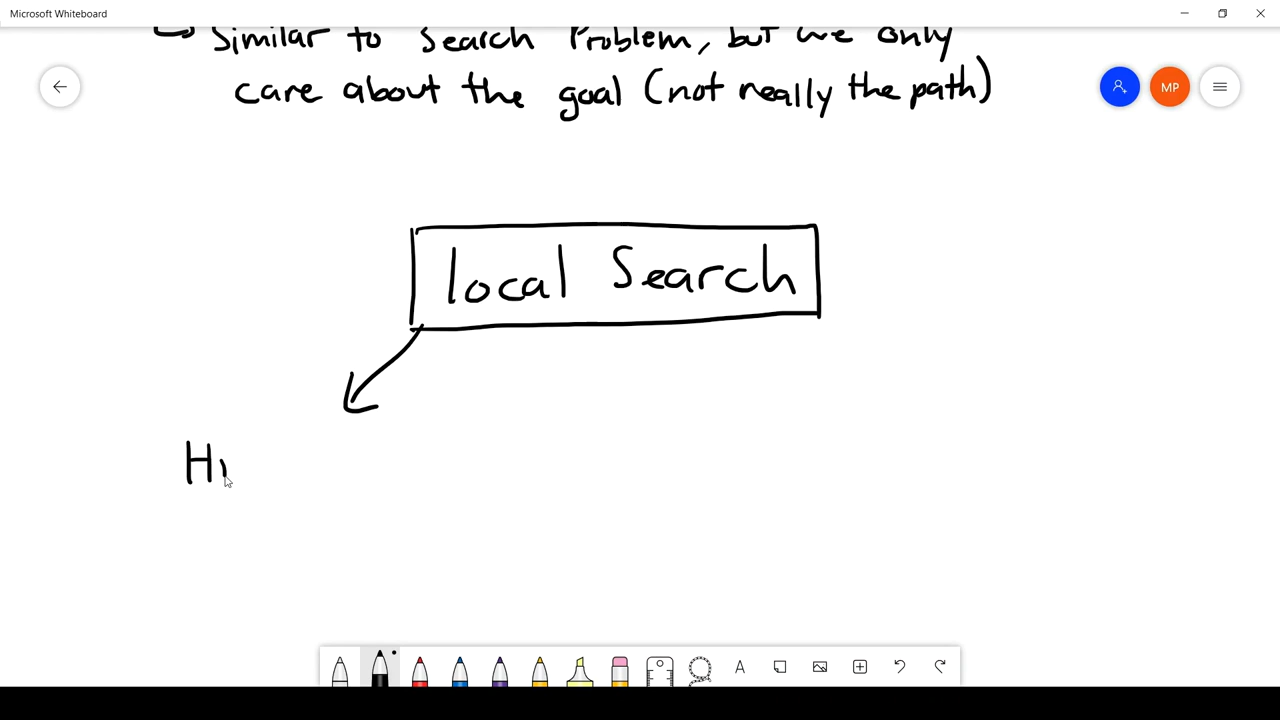 Microsoft Whiteboard
Similar to Search Problem, but we only
care about the goal (not really the path)
MP
local Search
Hi
A